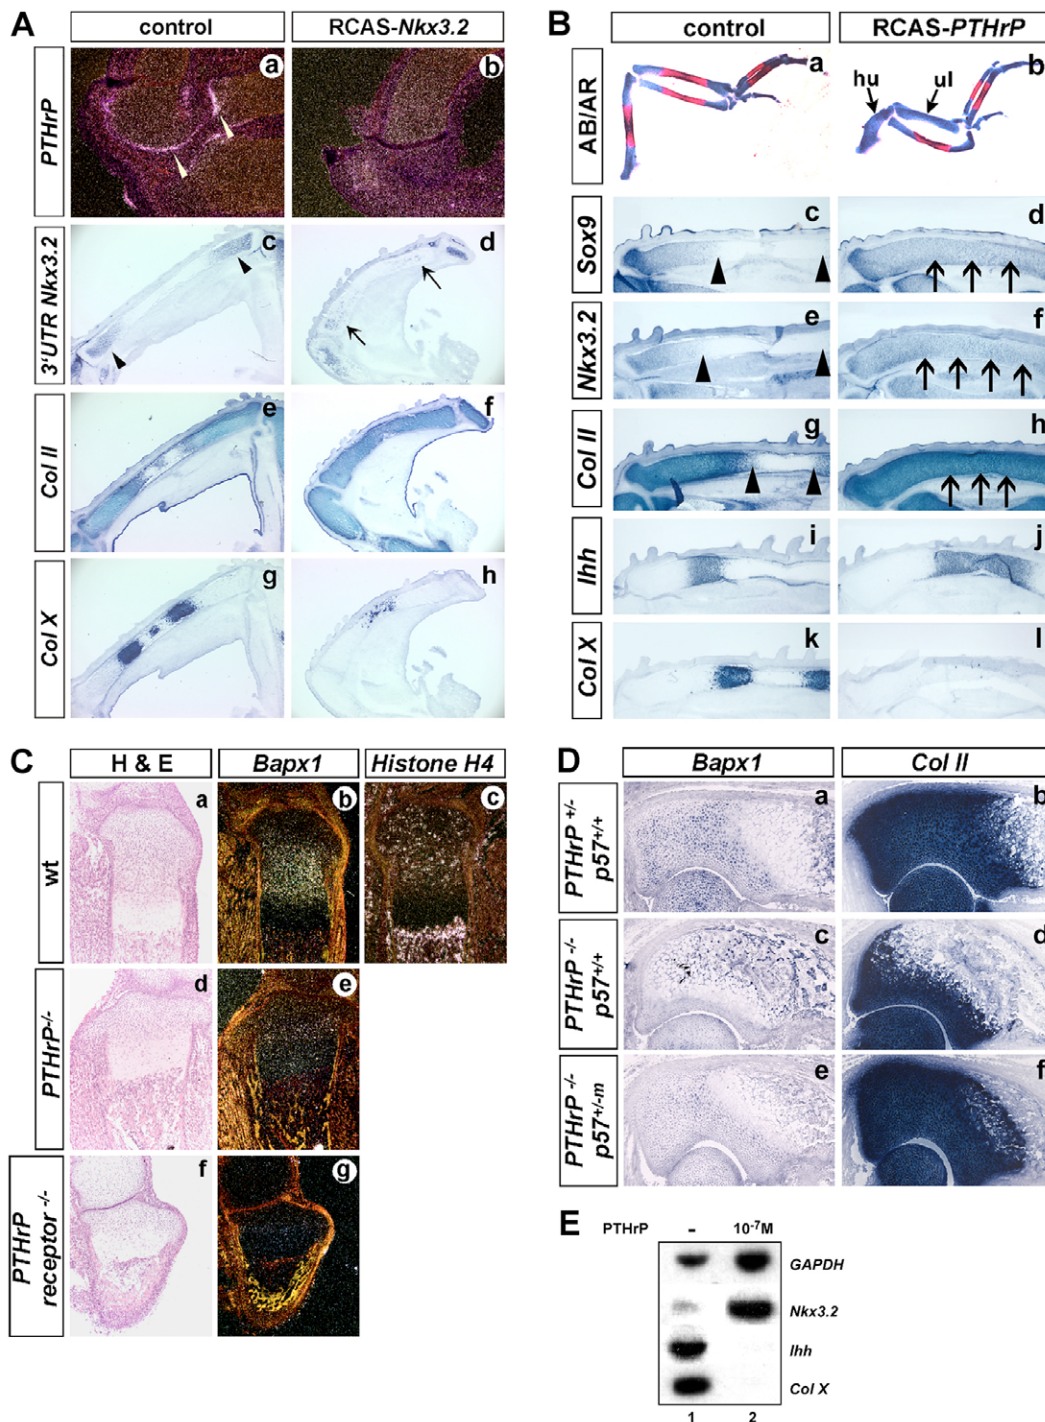 A
control
RCAS-Nkx3.2
PTHrP
a
b
3'UTR Nkx3.2
c
d
Col II
e
f
Col X
g
h
B
control
RCAS-PTHrP
AB/AR
a
hu
ul
b
Sox9
c
d
Nkx3.2
e
f
Col II
g
h
Ihh
i
j
Col X
k
l
C
H & E
Bapx1
Histone H4
wt
a
b
c
PTHrP-/-
d
e
PTHrP receptor -/-
f
g
D
Bapx1
Col II
PTHrP +/-
p57+/+
a
b
PTHrP -/-
p57+/+
c
d
PTHrP -/-
p57+/-m
e
f
E
PTHrP - 10-7M
GAPDH
Nkx3.2
Ihh
Col X
1 2